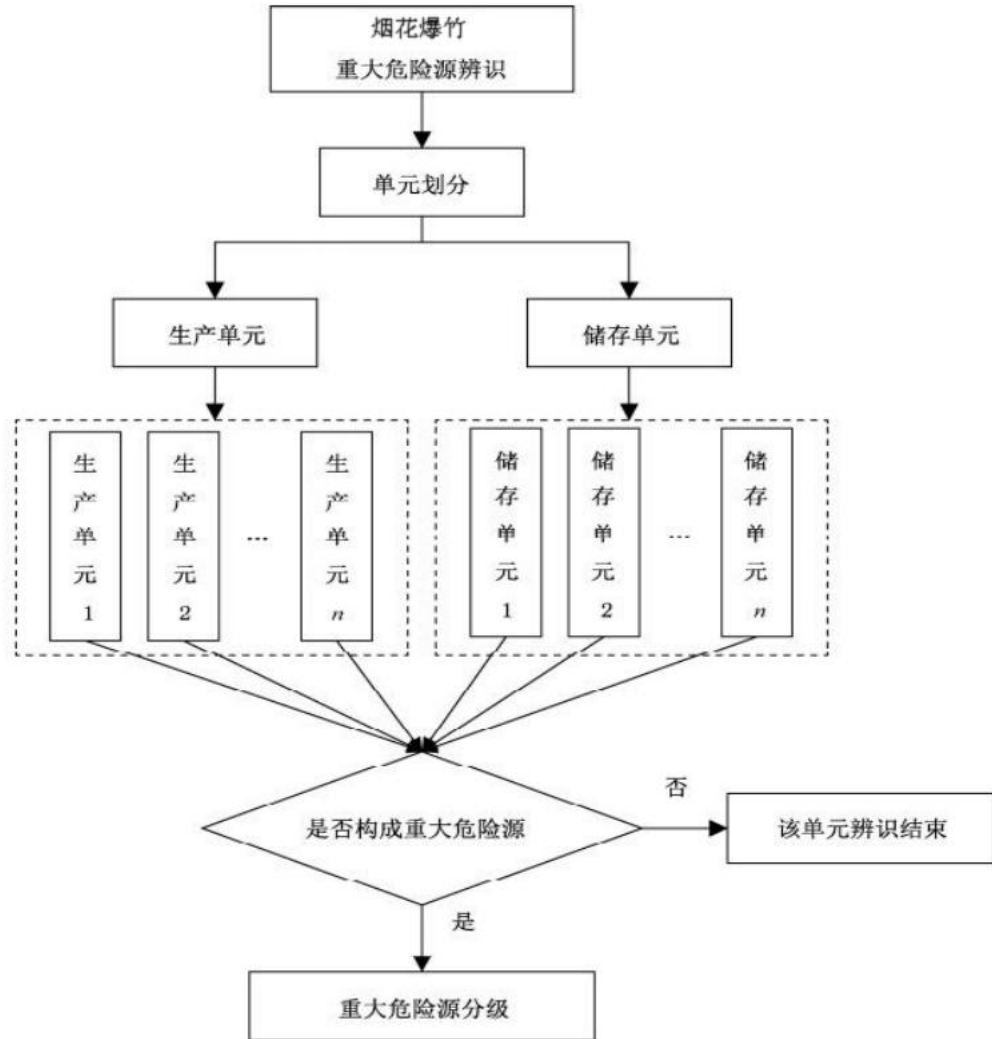 烟花爆竹
重大危险源辨识
单元划分
生产单元
储存单元
生产单元1
生产单元2
...
生产单元n
储存单元1
储存单元2
...
储存单元n
是否构成重大危险源
否
该单元辨识结束
是
重大危险源分级